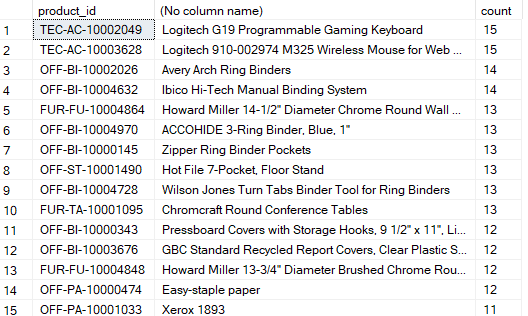 product_id (No column name) count
1 TEC-AC-10002049 Logitech G19 Programmable Gaming Keyboard 15
2 TEC-AC-10003628 Logitech 910-002974 M325 Wireless Mouse for Web ... 15
3 OFF-BI-10002026 Avery Arch Ring Binders 14
4 OFF-BI-10004632 Ibico Hi-Tech Manual Binding System 14
5 FUR-FU-10004864 Howard Miller 14-1/2" Diameter Chrome Round Wall ... 13
6 OFF-BI-10004970 ACCOHIDE 3-Ring Binder, Blue, 1" 13
7 OFF-BI-10000145 Zipper Ring Binder Pockets 13
8 OFF-ST-10001490 Hot File 7-Pocket, Floor Stand 13
9 OFF-BI-10004728 Wilson Jones Turn Tabs Binder Tool for Ring Binders 13
10 FUR-TA-10001095 Chromcraft Round Conference Tables 13
11 OFF-BI-10000343 Pressboard Covers with Storage Hooks, 9 1/2" x 11", Li... 12
12 OFF-BI-10003676 GBC Standard Recycled Report Covers, Clear Plastic S... 12
13 FUR-FU-10004848 Howard Miller 13-3/4" Diameter Brushed Chrome Rou... 12
14 OFF-PA-10000474 Easy-staple paper 12
15 OFF-PA-10001033 Xerox 1893 11